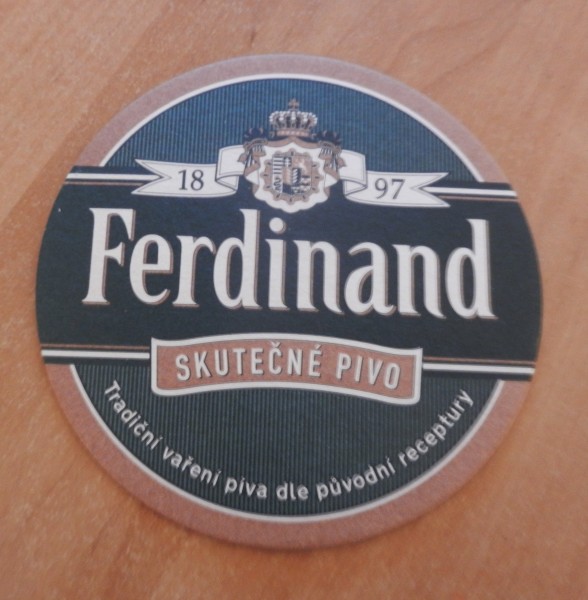 18 97
Ferdinand
SKUTEČNÉ PIVO
Tradiční vaření piva dle původní receptury